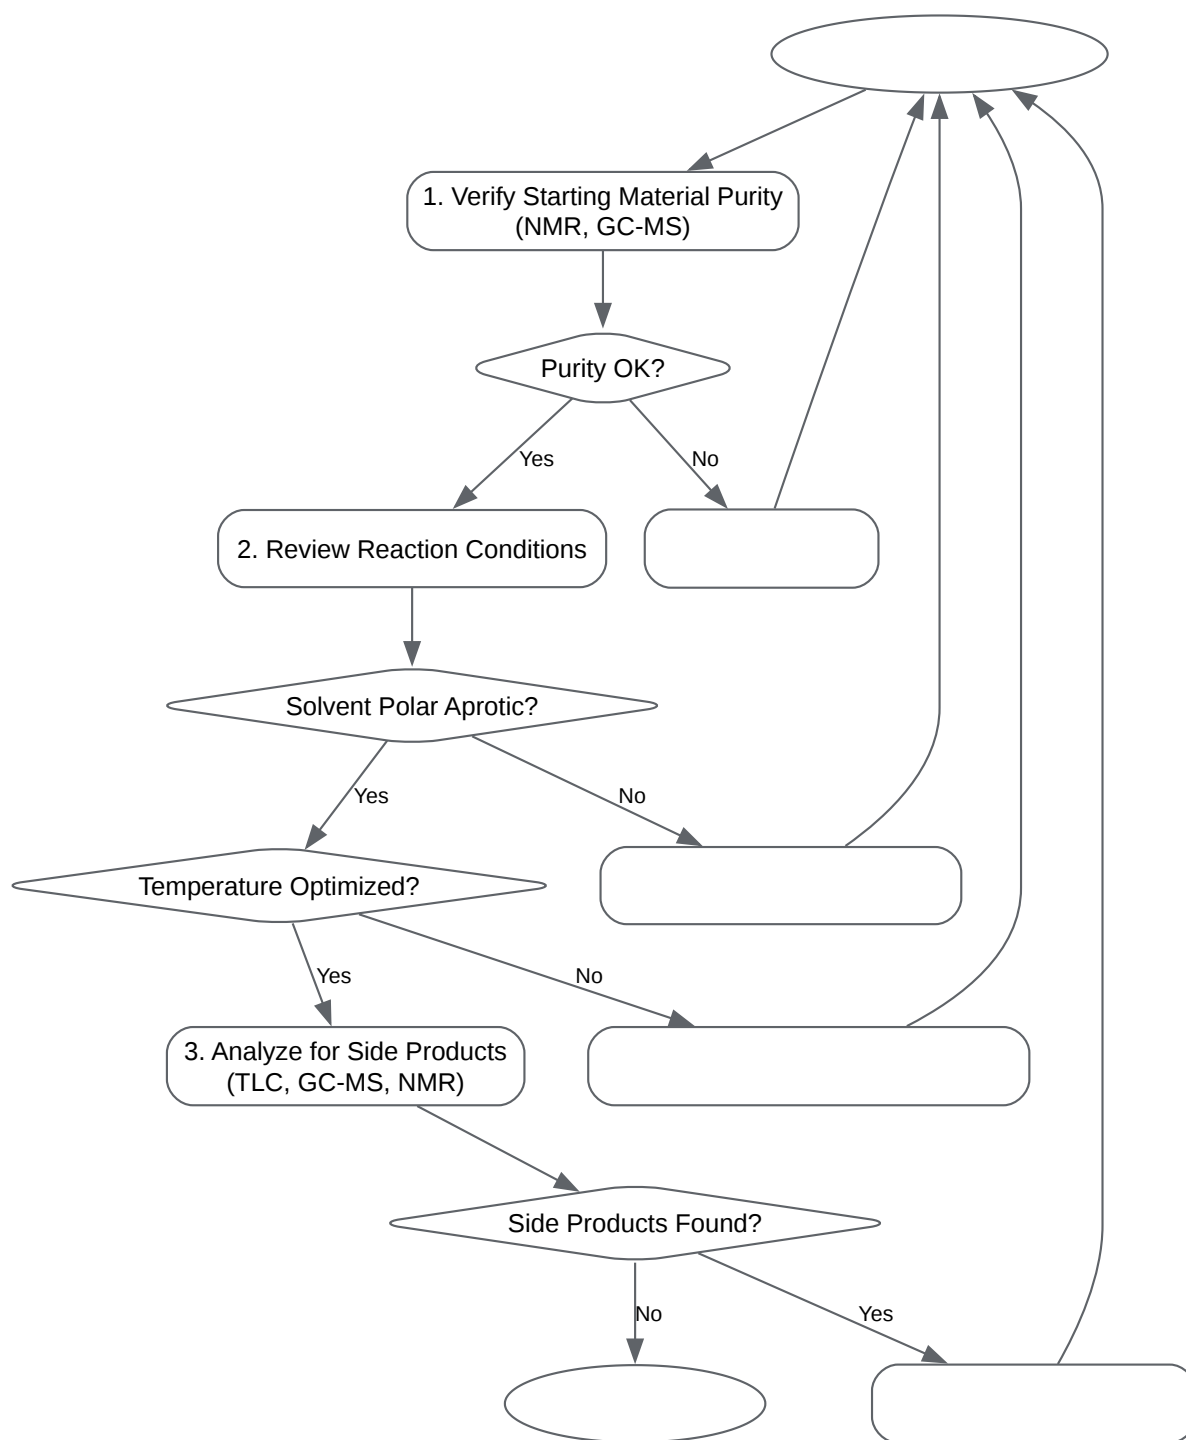 1. Verify Starting Material Purity
(NMR, GC-MS)
Purity OK?
Yes
No
2. Review Reaction Conditions
Solvent Polar Aprotic?
Yes
No
Temperature Optimized?
Yes
No
3. Analyze for Side Products
(TLC, GC-MS, NMR)
Side Products Found?
No
Yes